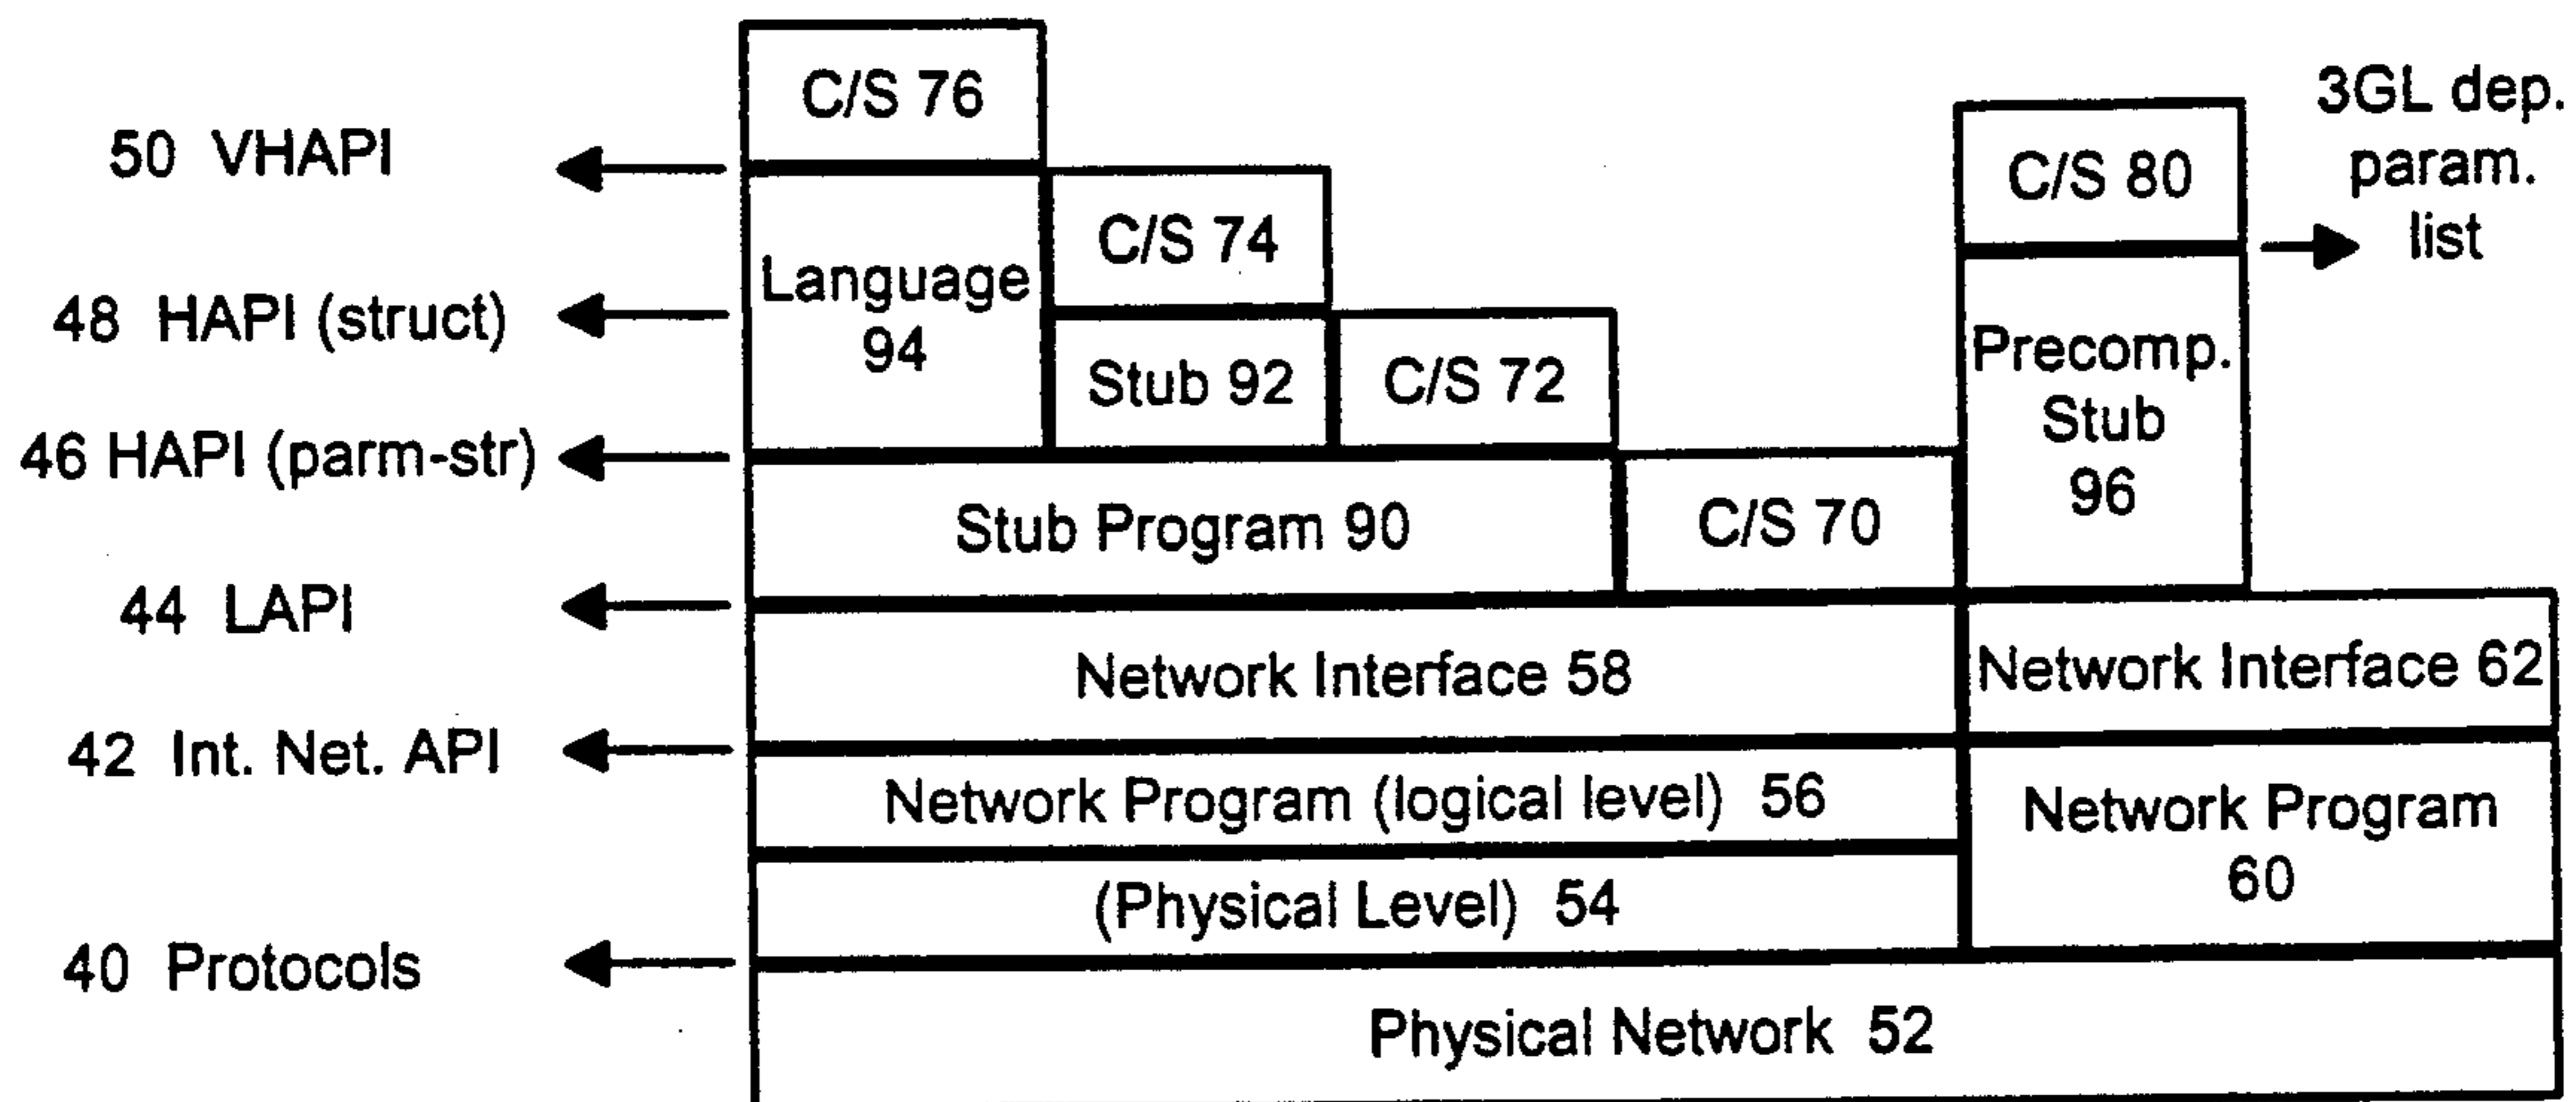 C/S 76
50 VHAPI
C/S 74
Language
94
48 HAPI (struct)
Stub 92
C/S 72
46 HAPI (parm-str)
Stub Program 90
C/S 70
C/S 80
3GL dep.
param.
list
Precomp.
Stub
96
44 LAPI
Network Interface 58
Network Interface 62
42 Int. Net. API
Network Program (logical level) 56
Network Program
60
(Physical Level) 54
40 Protocols
Physical Network 52